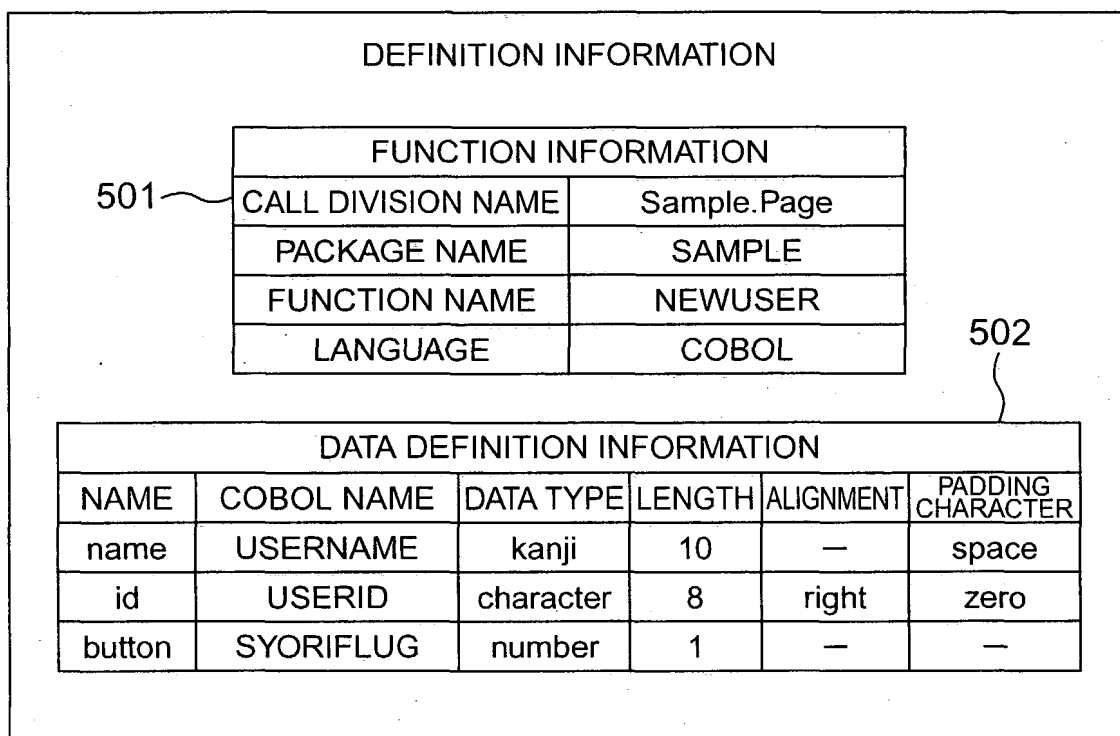 DEFINITION INFORMATION
FUNCTION INFORMATION
501
CALL DIVISION NAME Sample.Page
PACKAGE NAME SAMPLE
FUNCTION NAME NEWUSER
LANGUAGE COBOL
502
DATA DEFINITION INFORMATION
NAME COBOL NAME DATA TYPE LENGTH ALIGNMENT PADDING CHARACTER
name USERNAME kanji 10 — space
id USERID character 8 right zero
button SYORIFLUG number 1 — —